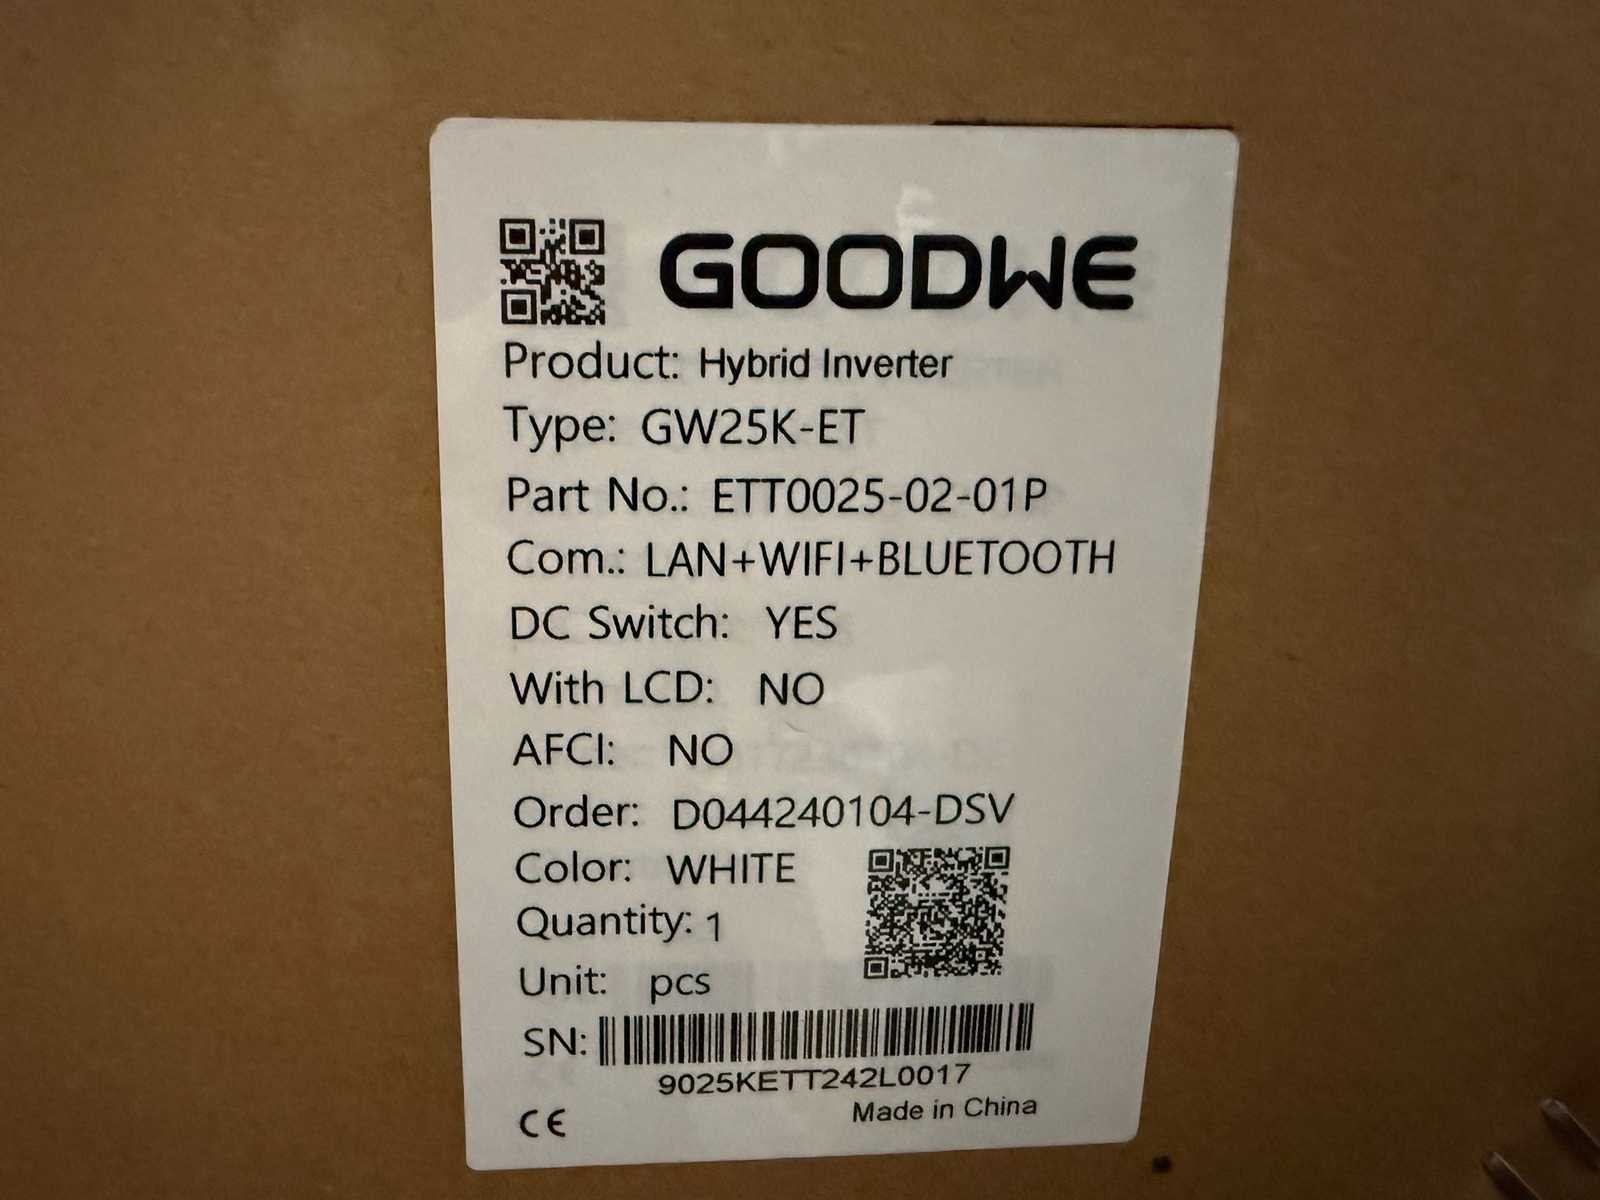 GOODWE
Product: Hybrid Inverter
Type: GW25K-ET
Part No.: ETT0025-02-01P
Com.: LAN+WIFI+BLUETOOTH
DC Switch: YES
With LCD: NO
AFCI: NO
Order: D044240104-DSV
Color: WHITE
Quantity: 1
Unit: pcs
SN:
9025KETT242L0017
CE Made in China